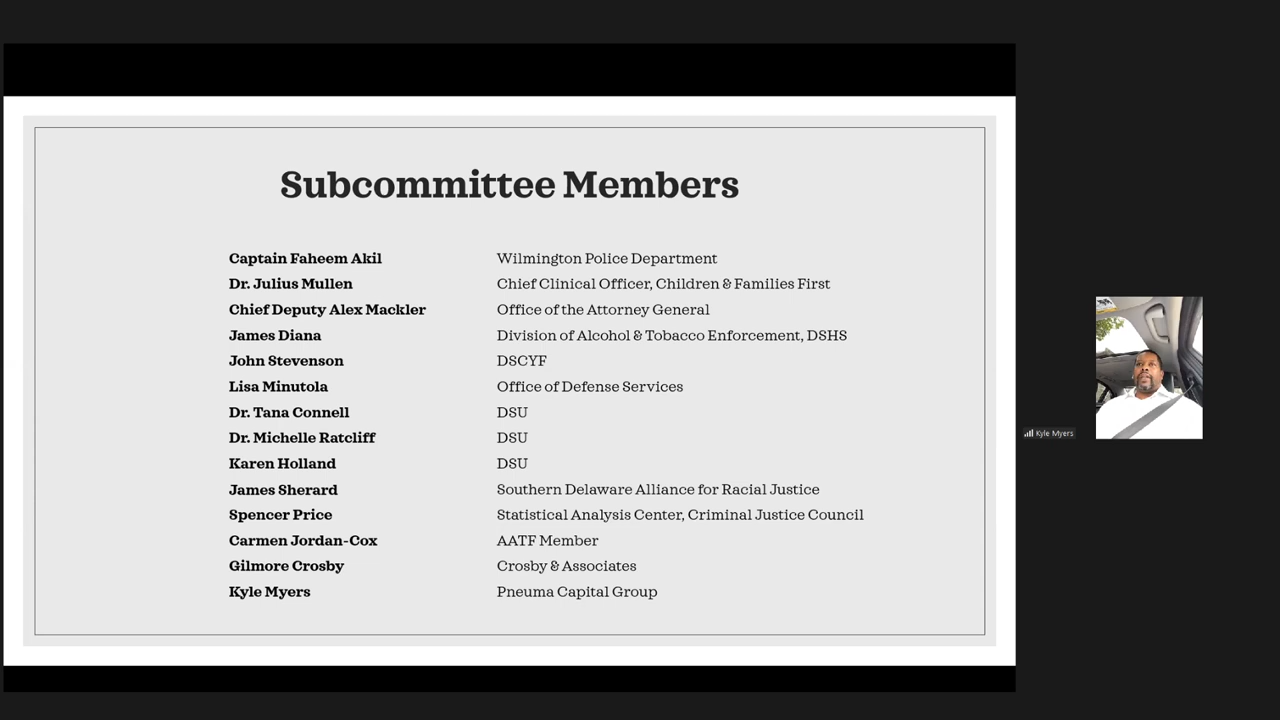 Subcommittee Members
Captain Faheem Akil Wilmington Police Department
Dr. Julius Mullen Chief Clinical Officer, Children & Families First
Chief Deputy Alex Mackler Office of the Attorney General
James Diana Division of Alcohol & Tobacco Enforcement, DSHS
John Stevenson DSCYF
Lisa Minutola Office of Defense Services
Dr. Tana Connell DSU
Dr. Michelle Ratcliff DSU
Karen Holland DSU
James Sherard Southern Delaware Alliance for Racial Justice
Spencer Price Statistical Analysis Center, Criminal Justice Council
Carmen Jordan-Cox AATF Member
Gilmore Crosby Crosby & Associates
Kyle Myers Pneuma Capital Group
Kyle Myers